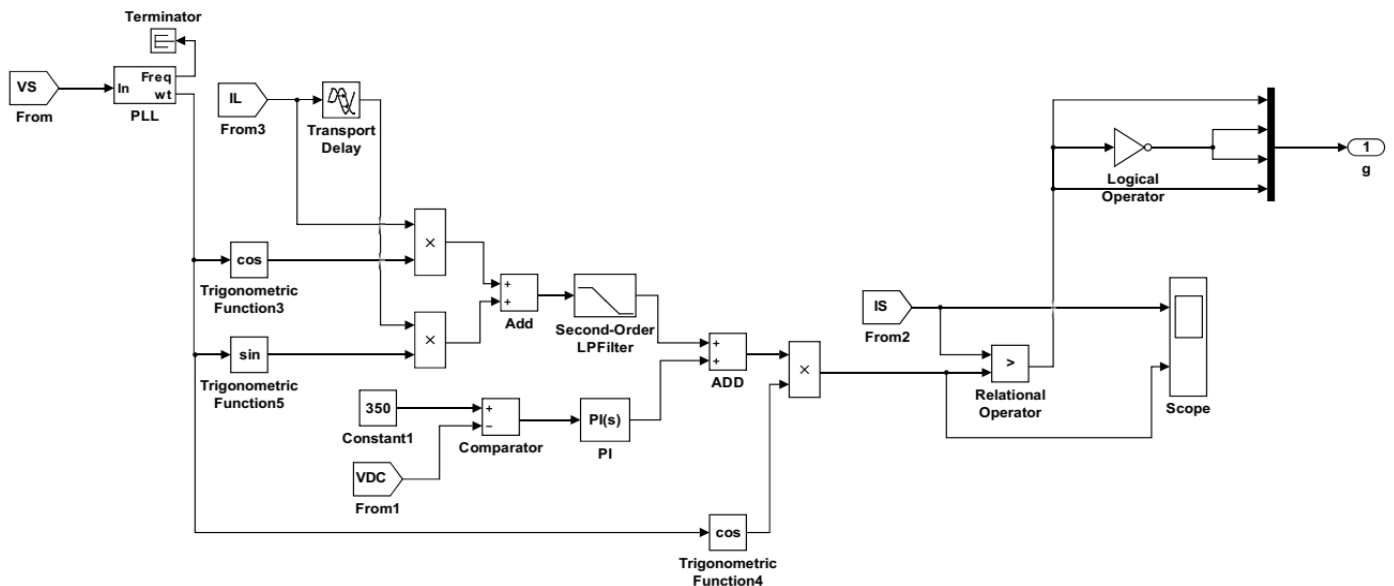 Terminator
VS
From
In
Freq
wt
PLL
IL
From3
Transport
Delay
cos
Trigonometric
Function3
sin
Trigonometric
Function5
×
×
+
+
Add
Second-Order
LPFilter
350
Constant1
VDC
From1
+
−
Comparator
PI(s)
PI
+
+
ADD
×
cos
Trigonometric
Function4
IS
From2
>
Relational
Operator
Logical
Operator
Scope
1
g